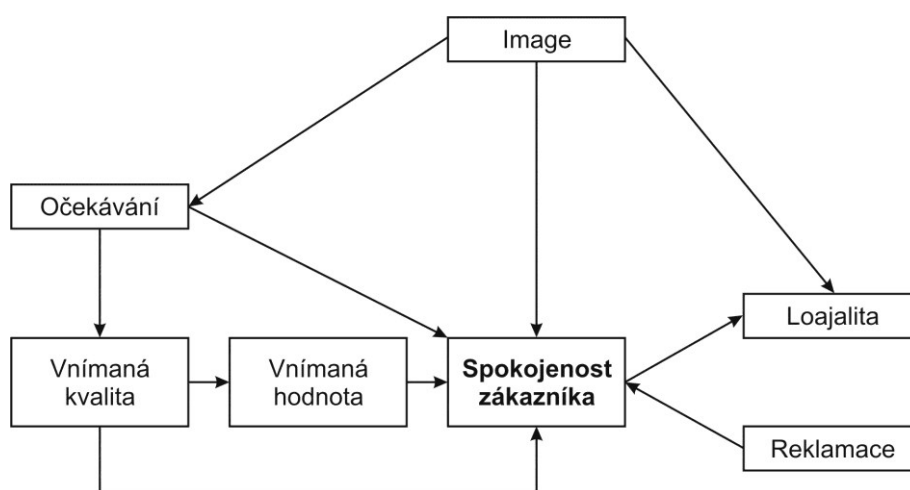 Image
Očekávání
Loajalita
Vnímaná
kvalita
Vnímaná
hodnota
Spokojenost
zákazníka
Reklamace